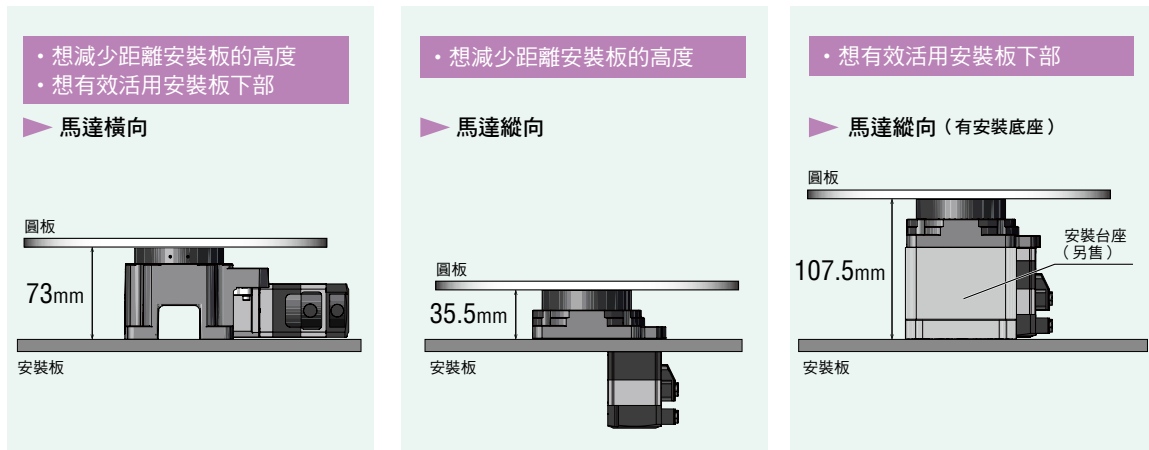 ・想減少距離安裝板的高度
・想有效活用安裝板下部
馬達橫向
圓板
73mm
安裝板
・想減少距離安裝板的高度
馬達縱向
圓板
35.5mm
安裝板
・想有效活用安裝板下部
馬達縱向（有安裝底座）
圓板
安裝台座
（另售）
107.5mm
安裝板